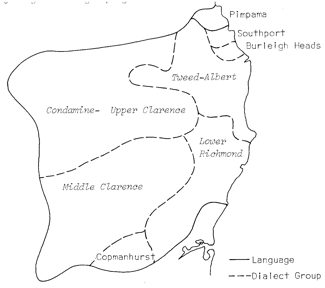 Pimpama
Southport
Burleigh Heads
Tweed-Albert
Condamine- Upper Clarence
Lower
Richmond
Middle Clarence
Copmanhurst
Language
Dialect Group